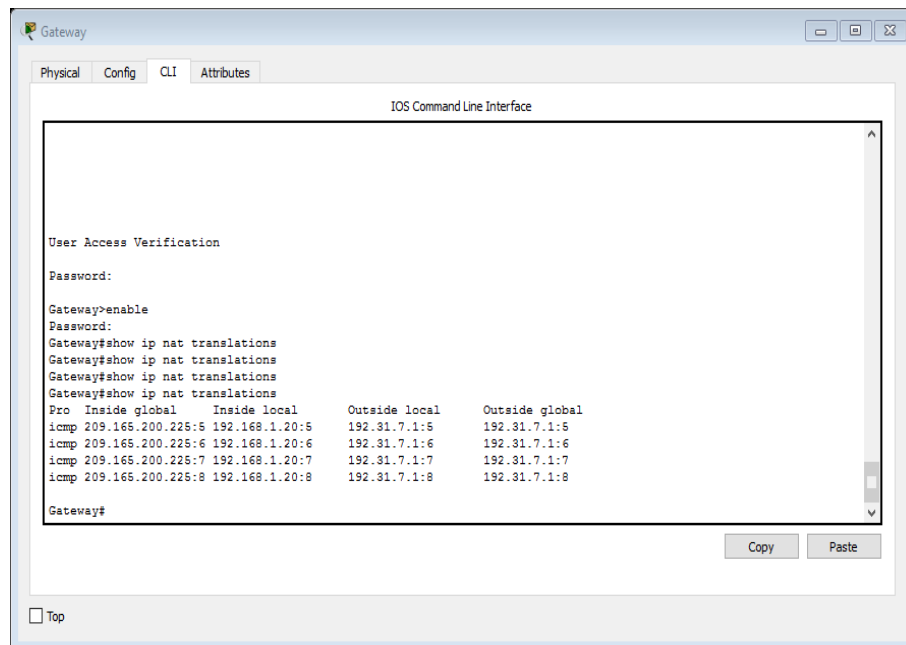 Gateway
Physical Config CLI Attributes
IOS Command Line Interface
User Access Verification
Password:
Gateway>enable
Password:
Gateway#show ip nat translations
Gateway#show ip nat translations
Gateway#show ip nat translations
Gateway#show ip nat translations
Pro Inside global Inside local Outside local Outside global
icmp 209.165.200.225:5 192.168.1.20:5 192.31.7.1:5 192.31.7.1:5
icmp 209.165.200.225:6 192.168.1.20:6 192.31.7.1:6 192.31.7.1:6
icmp 209.165.200.225:7 192.168.1.20:7 192.31.7.1:7 192.31.7.1:7
icmp 209.165.200.225:8 192.168.1.20:8 192.31.7.1:8 192.31.7.1:8
Gateway#
Copy Paste
Top